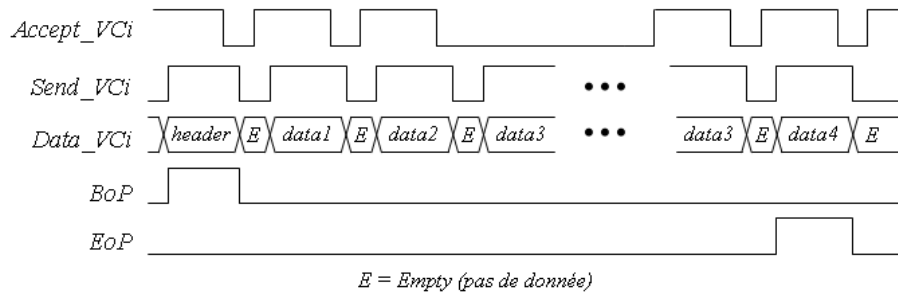 Accept_VCi
Send_VCi
•••
Data_VCi header E data1 E data2 E data3 ••• data3 E data4 E
BoP
EoP
E = Empty (pas de donnée)